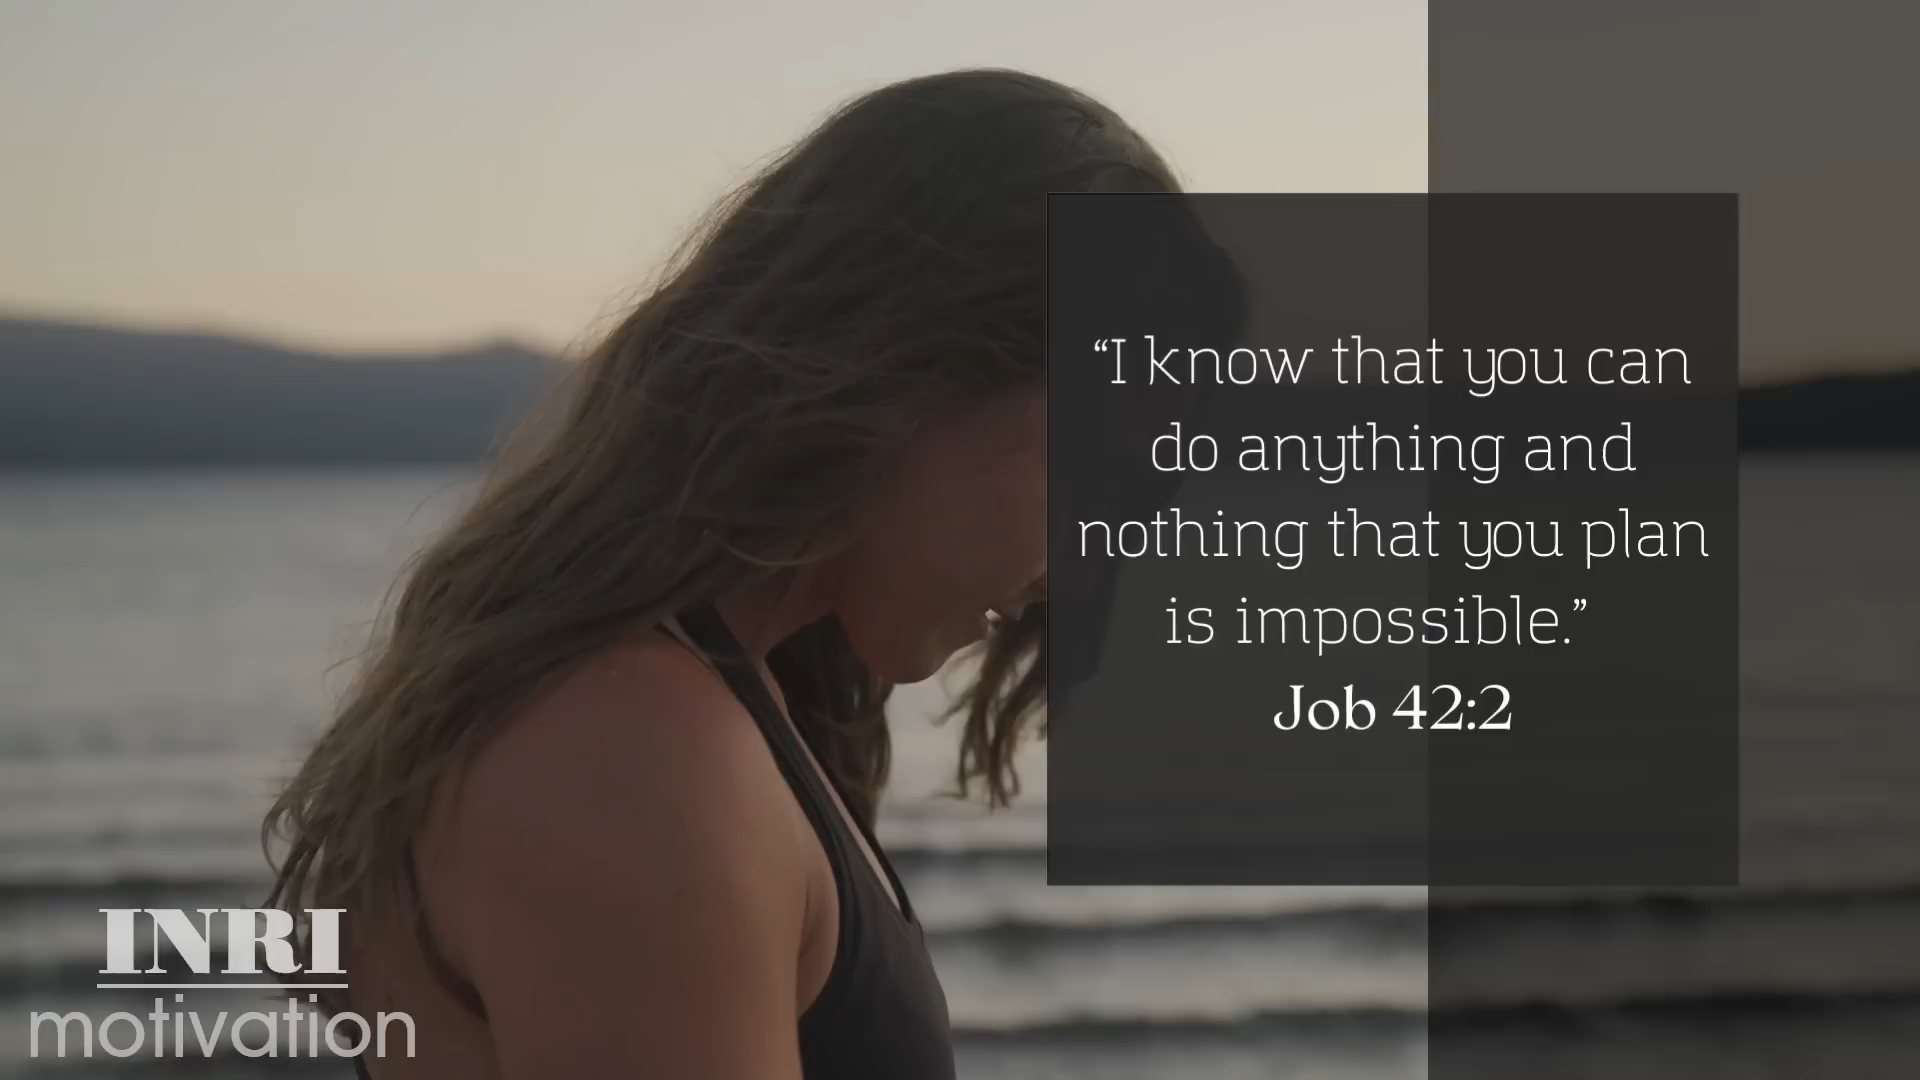 “I know that you can
do anything and
nothing that you plan
is impossible.”
Job 42:2
INRI
motivation